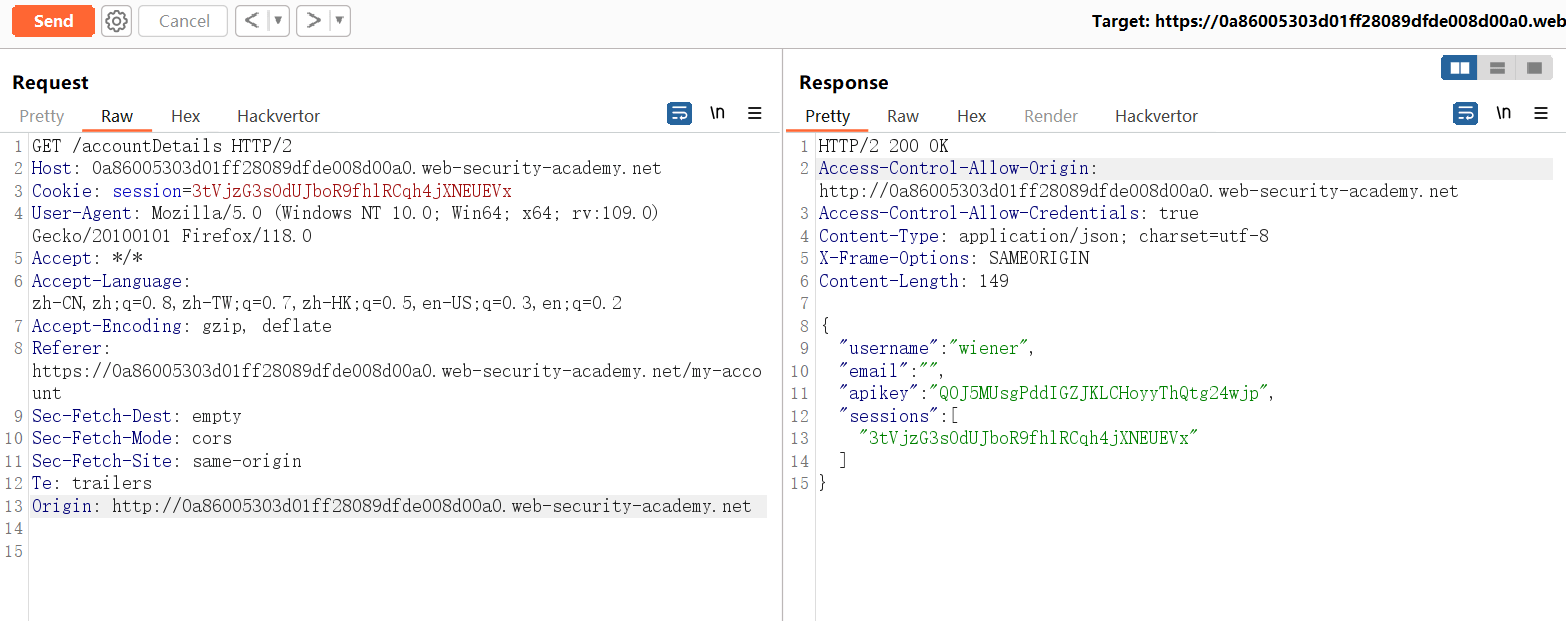 Send Cancel < > Target: https://0a86005303d01ff28089dfde008d00a0.web
Request
Pretty Raw Hex Hackvertor \n
1 GET /accountDetails HTTP/2
2 Host: 0a86005303d01ff28089dfde008d00a0.web-security-academy.net
3 Cookie: session=3tVjzG3sOdUJboR9fhlRCqh4jXNEUEVx
4 User-Agent: Mozilla/5.0 (Windows NT 10.0; Win64; x64; rv:109.0)
Gecko/20100101 Firefox/118.0
5 Accept: */*
6 Accept-Language:
zh-CN,zh;q=0.8,zh-TW;q=0.7,zh-HK;q=0.5,en-US;q=0.3,en;q=0.2
7 Accept-Encoding: gzip, deflate
8 Referer:
https://0a86005303d01ff28089dfde008d00a0.web-security-academy.net/my-acco
unt
9 Sec-Fetch-Dest: empty
10 Sec-Fetch-Mode: cors
11 Sec-Fetch-Site: same-origin
12 Te: trailers
13 Origin: http://0a86005303d01ff28089dfde008d00a0.web-security-academy.net
14
15
Response
Pretty Raw Hex Render Hackvertor \n
1 HTTP/2 200 OK
2 Access-Control-Allow-Origin:
http://0a86005303d01ff28089dfde008d00a0.web-security-academy.net
3 Access-Control-Allow-Credentials: true
4 Content-Type: application/json; charset=utf-8
5 X-Frame-Options: SAMEORIGIN
6 Content-Length: 149
7
8 {
9 "username":"wiener",
10 "email":"",
11 "apikey":"QOJ5MUsgPddIGZJKLCHoyyThQtg24wjp",
12 "sessions":[
13 "3tVjzG3sOdUJboR9fhlRCqh4jXNEUEVx"
14 ]
15 }